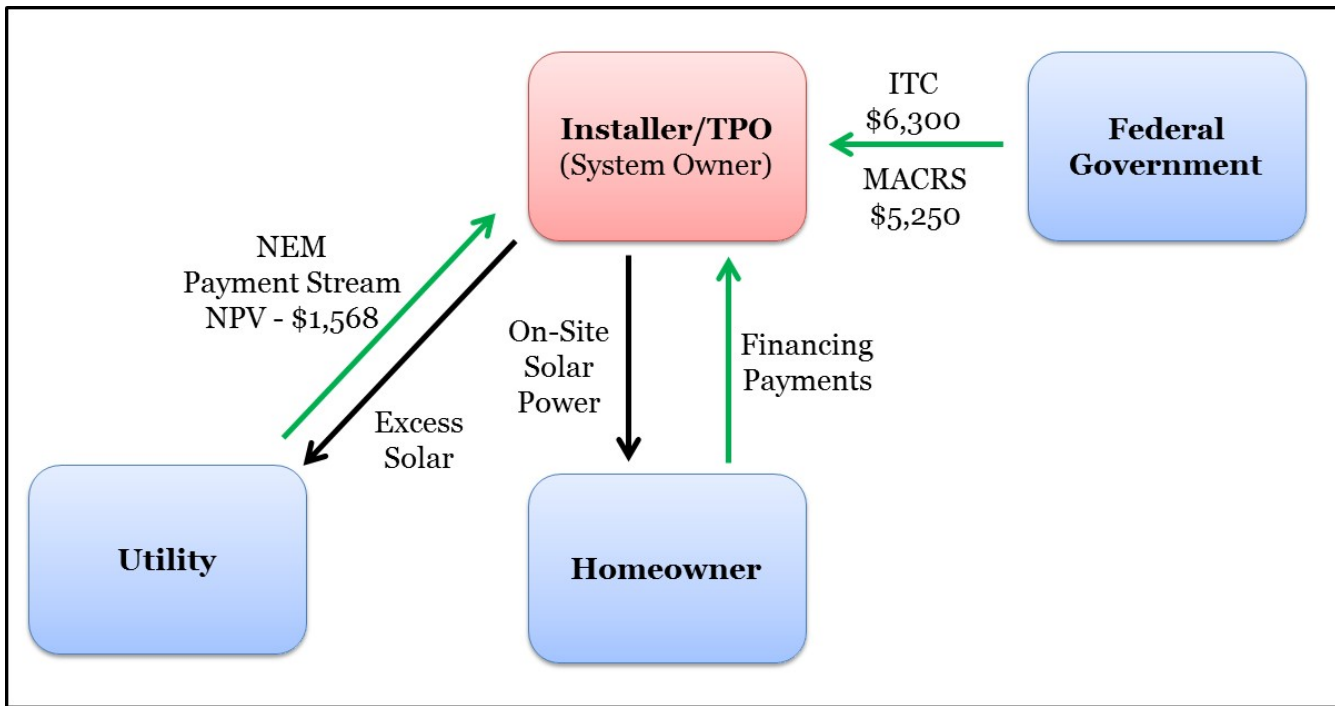 Installer/TPO
(System Owner)
ITC
$6,300
MACRS
$5,250
Federal
Government
NEM
Payment Stream
NPV - $1,568
Excess
Solar
On-Site
Solar
Power
Financing
Payments
Utility
Homeowner